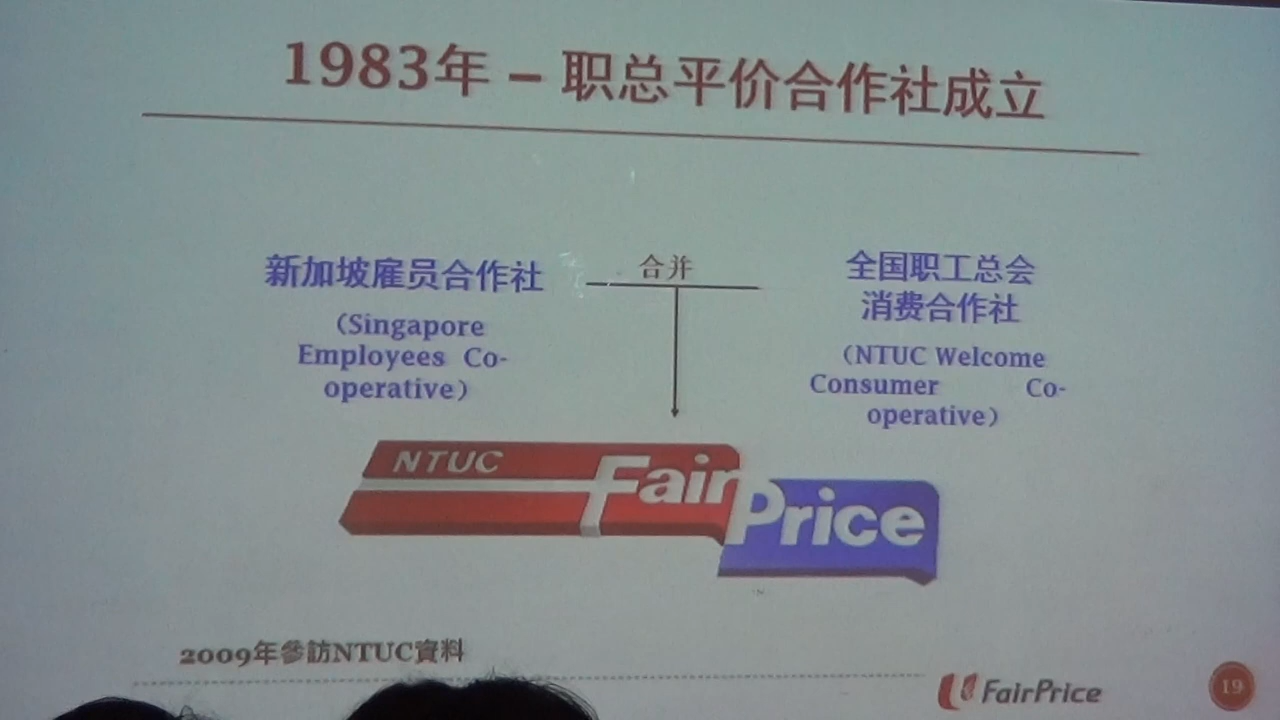 1983年 – 职总平价合作社成立
新加坡雇员合作社
(Singapore
Employees Co-
operative)
合并
全国职工总会
消费合作社
(NTUC Welcome
Consumer Co-
operative)
NTUC
Fair
Price
2009年參訪NTUC資料
FairPrice
19